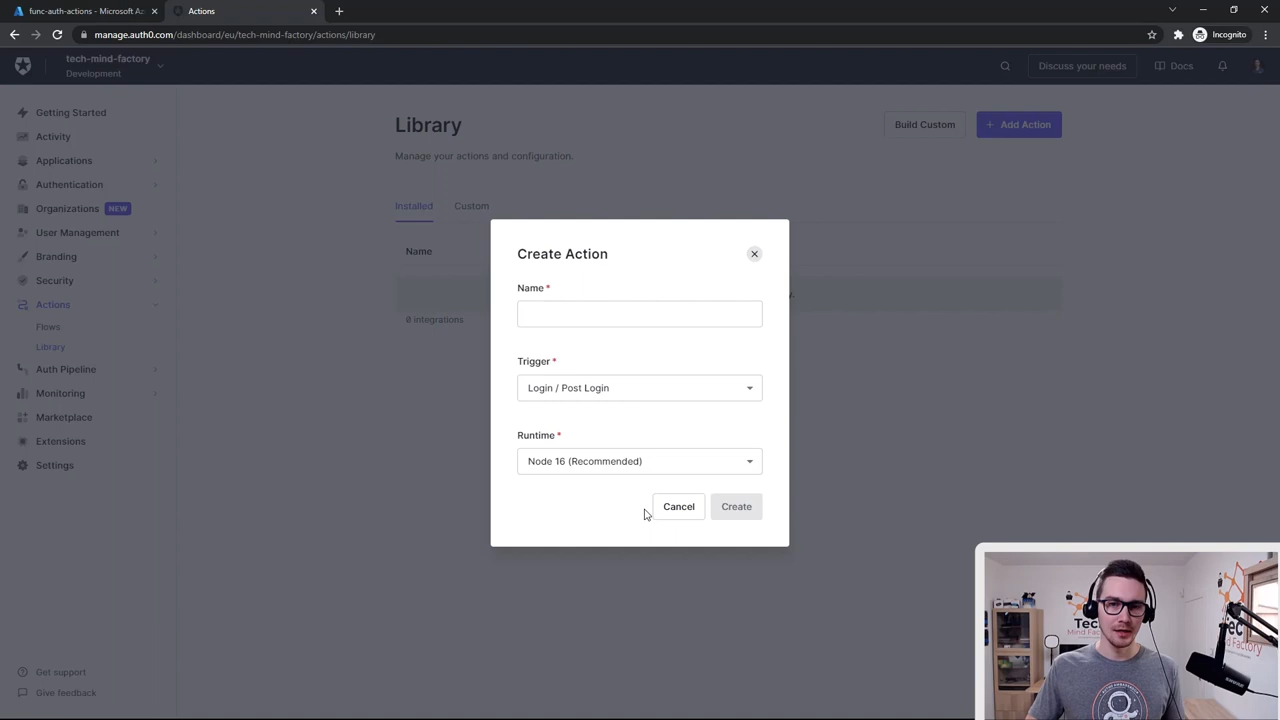 func-auth-actions - Microsoft Az
Actions
manage.auth0.com/dashboard/eu/tech-mind-factory/actions/library
Incognito
tech-mind-factory
Development
Discuss your needs
Docs
Getting Started
Activity
Applications
Authentication
Organizations NEW
User Management
Branding
Security
Actions
Flows
Library
Auth Pipeline
Monitoring
Marketplace
Extensions
Settings
Get support
Give feedback
Library
Build Custom
+ Add Action
Manage your actions and configuration.
Installed
Custom
Name
0 integrations
Create Action
Name *
Trigger *
Login / Post Login
Runtime *
Node 16 (Recommended)
Cancel
Create
Tec
Mind Factory